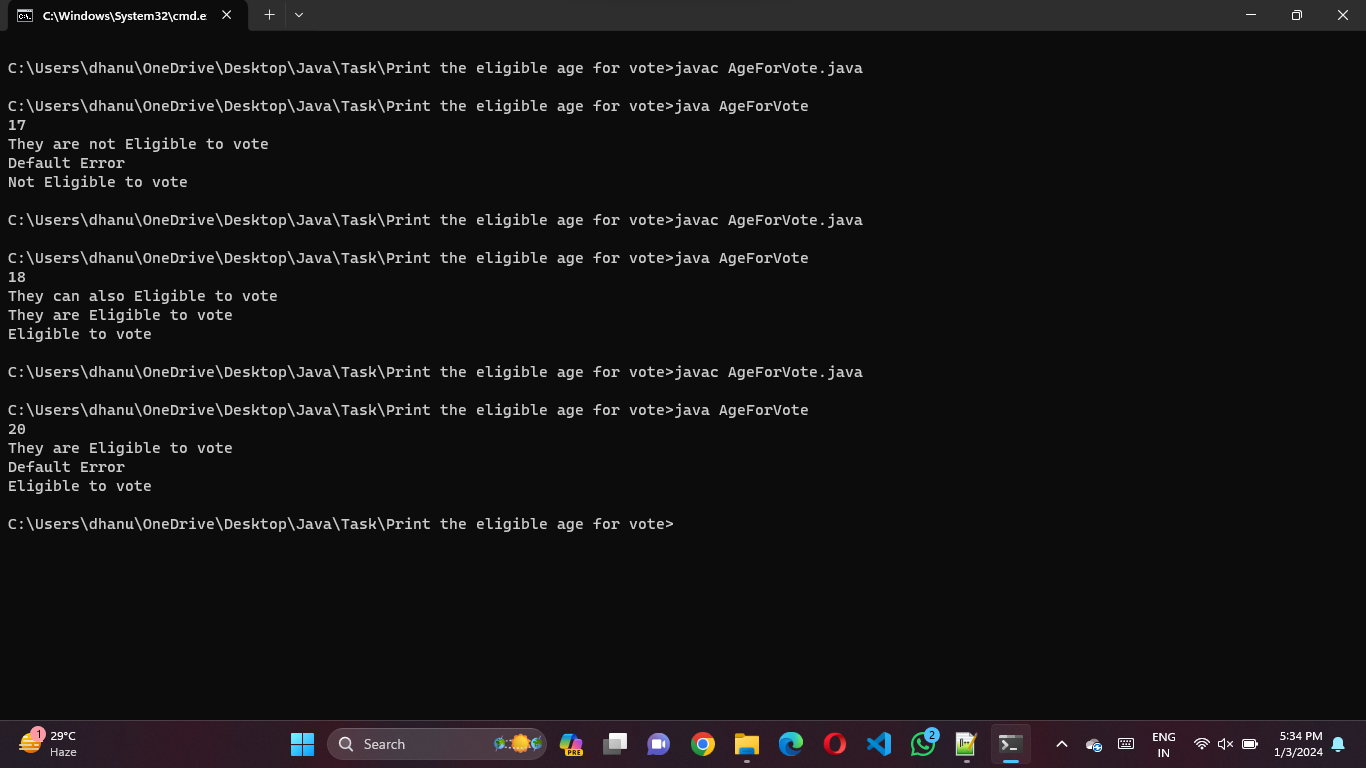 C:\Windows\System32\cmd.e
C:\Users\dhanu\OneDrive\Desktop\Java\Task\Print the eligible age for vote>javac AgeForVote.java
C:\Users\dhanu\OneDrive\Desktop\Java\Task\Print the eligible age for vote>java AgeForVote
17
They are not Eligible to vote
Default Error
Not Eligible to vote
C:\Users\dhanu\OneDrive\Desktop\Java\Task\Print the eligible age for vote>javac AgeForVote.java
C:\Users\dhanu\OneDrive\Desktop\Java\Task\Print the eligible age for vote>java AgeForVote
18
They can also Eligible to vote
They are Eligible to vote
Eligible to vote
C:\Users\dhanu\OneDrive\Desktop\Java\Task\Print the eligible age for vote>javac AgeForVote.java
C:\Users\dhanu\OneDrive\Desktop\Java\Task\Print the eligible age for vote>java AgeForVote
20
They are Eligible to vote
Default Error
Eligible to vote
C:\Users\dhanu\OneDrive\Desktop\Java\Task\Print the eligible age for vote>
1
29°C
Haze
Search
PRE
2
ENG
IN
5:34 PM
1/3/2024